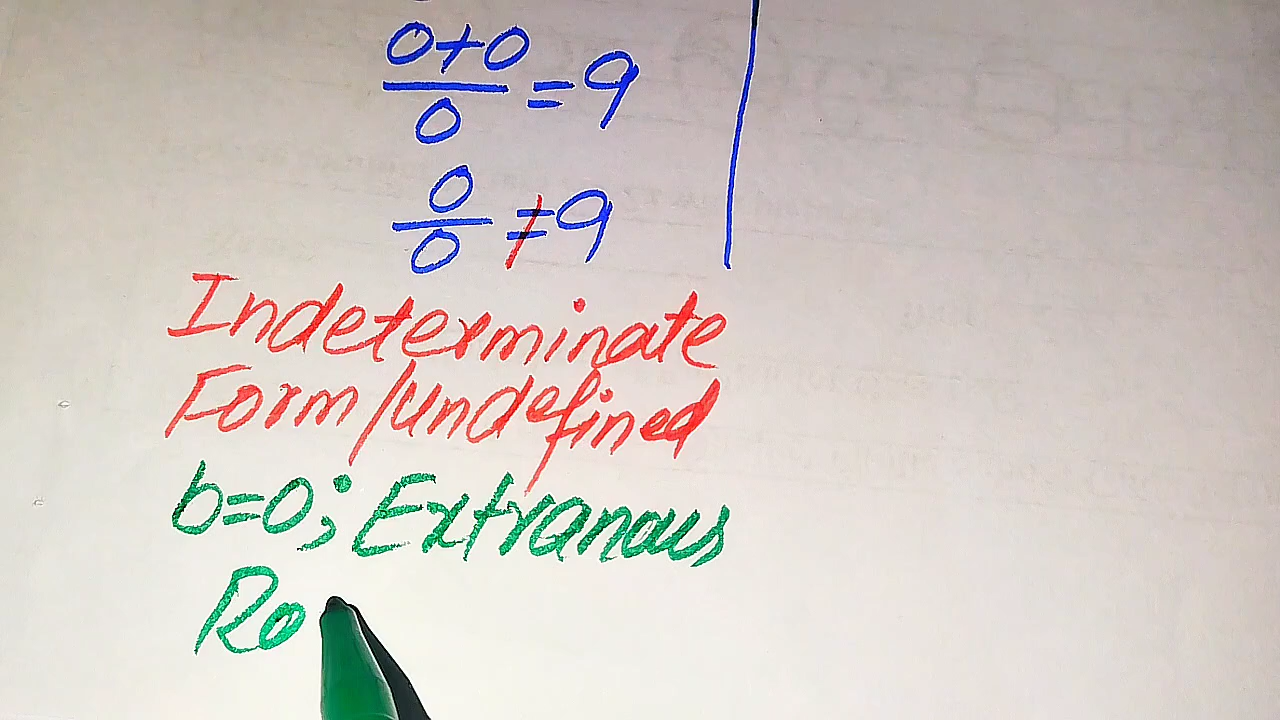 0+0/0 = 9
0/0 ≠ 9
Indeterminate
Form/undefined
b=0; Extranous
Ro